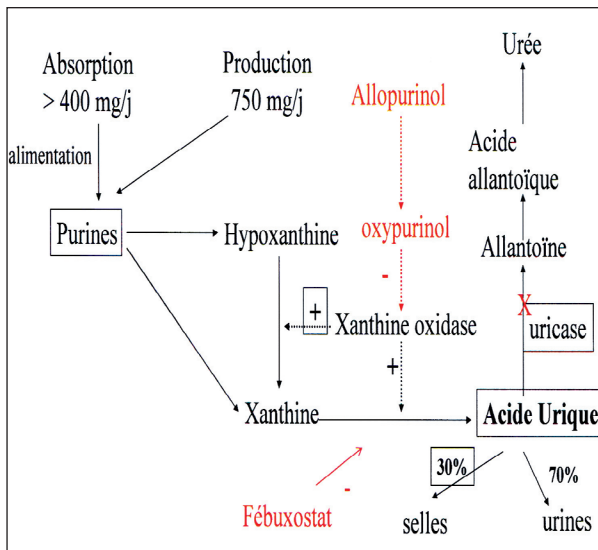 Absorption
> 400 mg/j
Production
750 mg/j
Allopurinol
Urée
alimentation
Acide
allantoïque
Purines
Hypoxanthine
oxypurinol
Allantoïne
-
+
Xanthine oxidase
X
uricase
+
Xanthine
Acide Urique
Fébuxostat
-
30%
70%
selles
urines